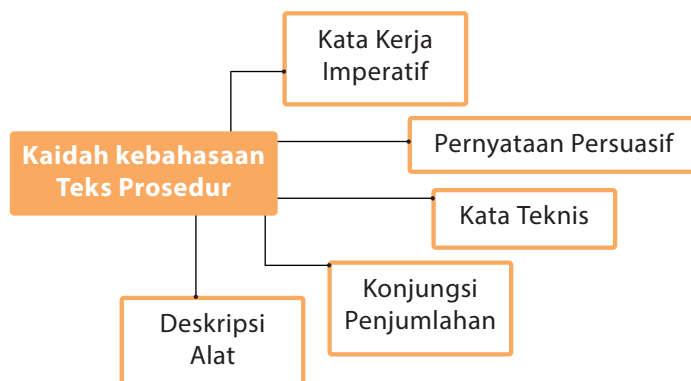 Kata Kerja
Imperatif
Kaidah kebahasaan
Teks Prosedur
Pernyataan Persuasif
Kata Teknis
Konjungsi
Penjumlahan
Deskripsi
Alat